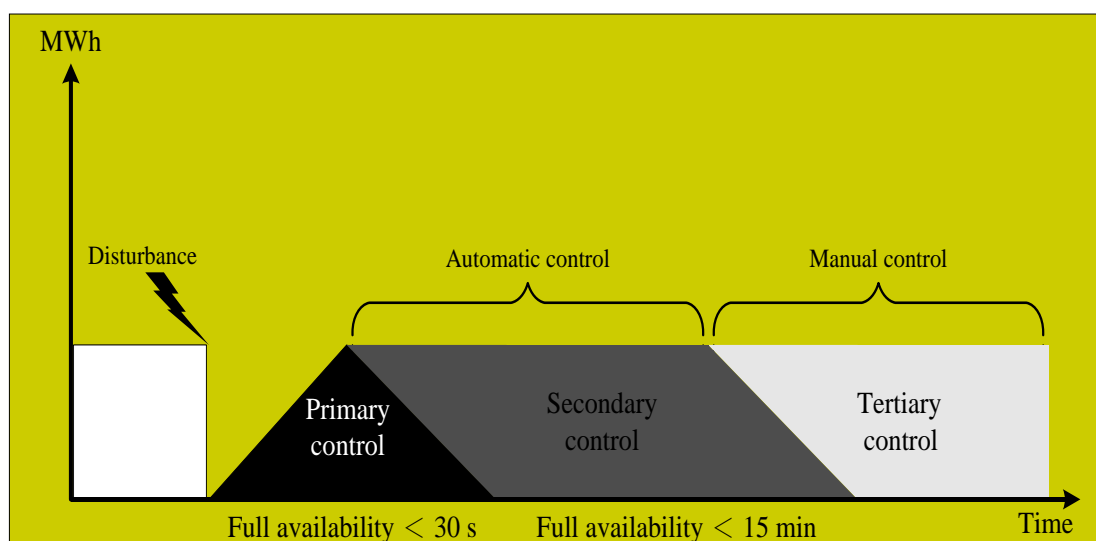 MWh
Disturbance
Automatic control
Manual control
Primary
control
Secondary
control
Tertiary
control
Full availability < 30 s
Full availability < 15 min
Time